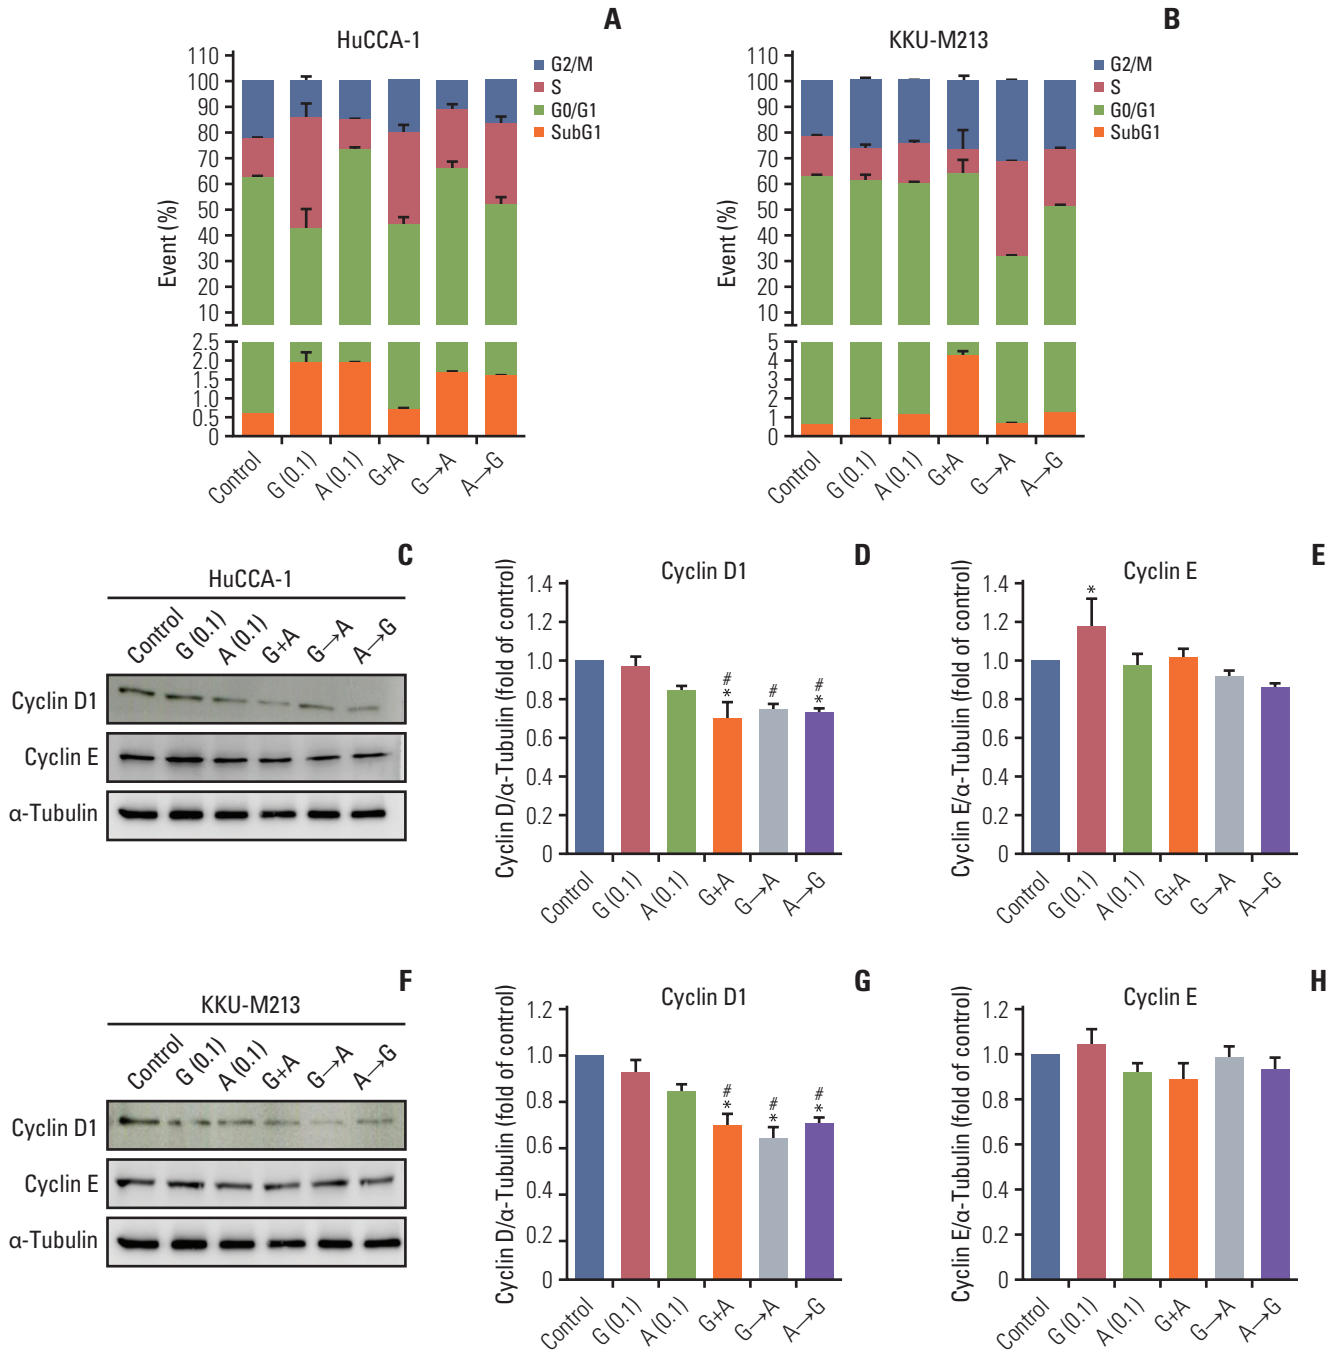 A
HuCCA-1
G2/M
S
G0/G1
SubG1
Event (%)
110
100
90
80
70
60
50
40
30
20
10
2.5
2.0
1.5
1.0
0.5
0
Control
G (0.1)
A (0.1)
G+A
G→A
A→G
B
KKU-M213
G2/M
S
G0/G1
SubG1
Event (%)
110
100
90
80
70
60
50
40
30
20
10
5
4
3
2
1
0
Control
G (0.1)
A (0.1)
G+A
G→A
A→G
C
HuCCA-1
Control
G (0.1)
A (0.1)
G+A
G→A
A→G
Cyclin D1
Cyclin E
α-Tubulin
D
Cyclin D1
Cyclin D/α-Tubulin (fold of control)
1.4
1.2
1.0
0.8
0.6
0.4
0.2
0
#
*
#
#
*
Control
G (0.1)
A (0.1)
G+A
G→A
A→G
E
Cyclin E
Cyclin E/α-Tubulin (fold of control)
1.4
1.2
1.0
0.8
0.6
0.4
0.2
0
*
Control
G (0.1)
A (0.1)
G+A
G→A
A→G
F
KKU-M213
Control
G (0.1)
A (0.1)
G+A
G→A
A→G
Cyclin D1
Cyclin E
α-Tubulin
G
Cyclin D1
Cyclin D/α-Tubulin (fold of control)
1.2
1.0
0.8
0.6
0.4
0.2
0
#
*
#
*
#
*
Control
G (0.1)
A (0.1)
G+A
G→A
A→G
H
Cyclin E
Cyclin E/α-Tubulin (fold of control)
1.2
1.0
0.8
0.6
0.4
0.2
0
Control
G (0.1)
A (0.1)
G+A
G→A
A→G